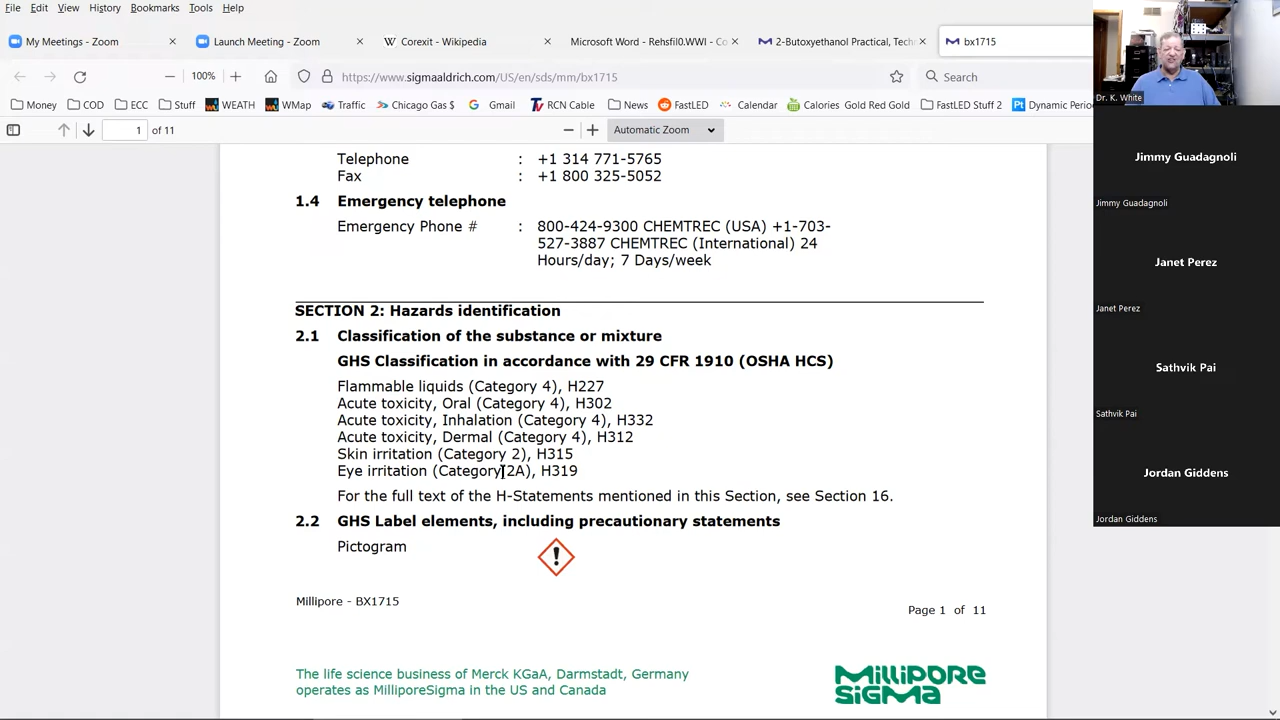 File Edit View History Bookmarks Tools Help
My Meetings - Zoom
Launch Meeting - Zoom
Microsoft Word - Rehsfil0.WWI - Co
2-Butoxyethanol Practical, Tech
bx1715
100%
https://www.sigmaaldrich.com/US/en/sds/mm/bx1715
Search
Money COD ECC Stuff WEATH WMap Traffic Gas $ Gmail RCN Cable News FastLED Calendar Calorie Gold Red Gold FastLED Stuff 2 Dynamic Perio
1 of 11
Automatic Zoom
Telephone : +1 314 771-5765
Fax : +1 800 325-5052
1.4 Emergency telephone
Emergency Phone # : 800-424-9300 CHEMTREC (USA) +1-703-
527-3887 CHEMTREC (International) 24
Hours/day; 7 Days/week
SECTION 2: Hazards identification
2.1 Classification of the substance or mixture
GHS Classification in accordance with 29 CFR 1910 (OSHA HCS)
Flammable liquids (Category 4), H227
Acute toxicity, Oral (Category 4), H302
Acute toxicity, Inhalation (Category 4), H332
Acute toxicity, Dermal (Category 4), H312
Skin irritation (Category 2), H315
Eye irritation (Category 2A), H319
For the full text of the H-Statements mentioned in this Section, see Section 16.
2.2 GHS Label elements, including precautionary statements
Pictogram
Millipore - BX1715
Page 1 of 11
The life science business of Merck KGaA, Darmstadt, Germany
operates as MilliporeSigma in the US and Canada
Millipore
Sigma
Dr. K. White
Jimmy Guadagnoli
Jimmy Guadagnoli
Janet Perez
Janet Perez
Sathvik Pai
Sathvik Pai
Jordan Giddens
Jordan Giddens